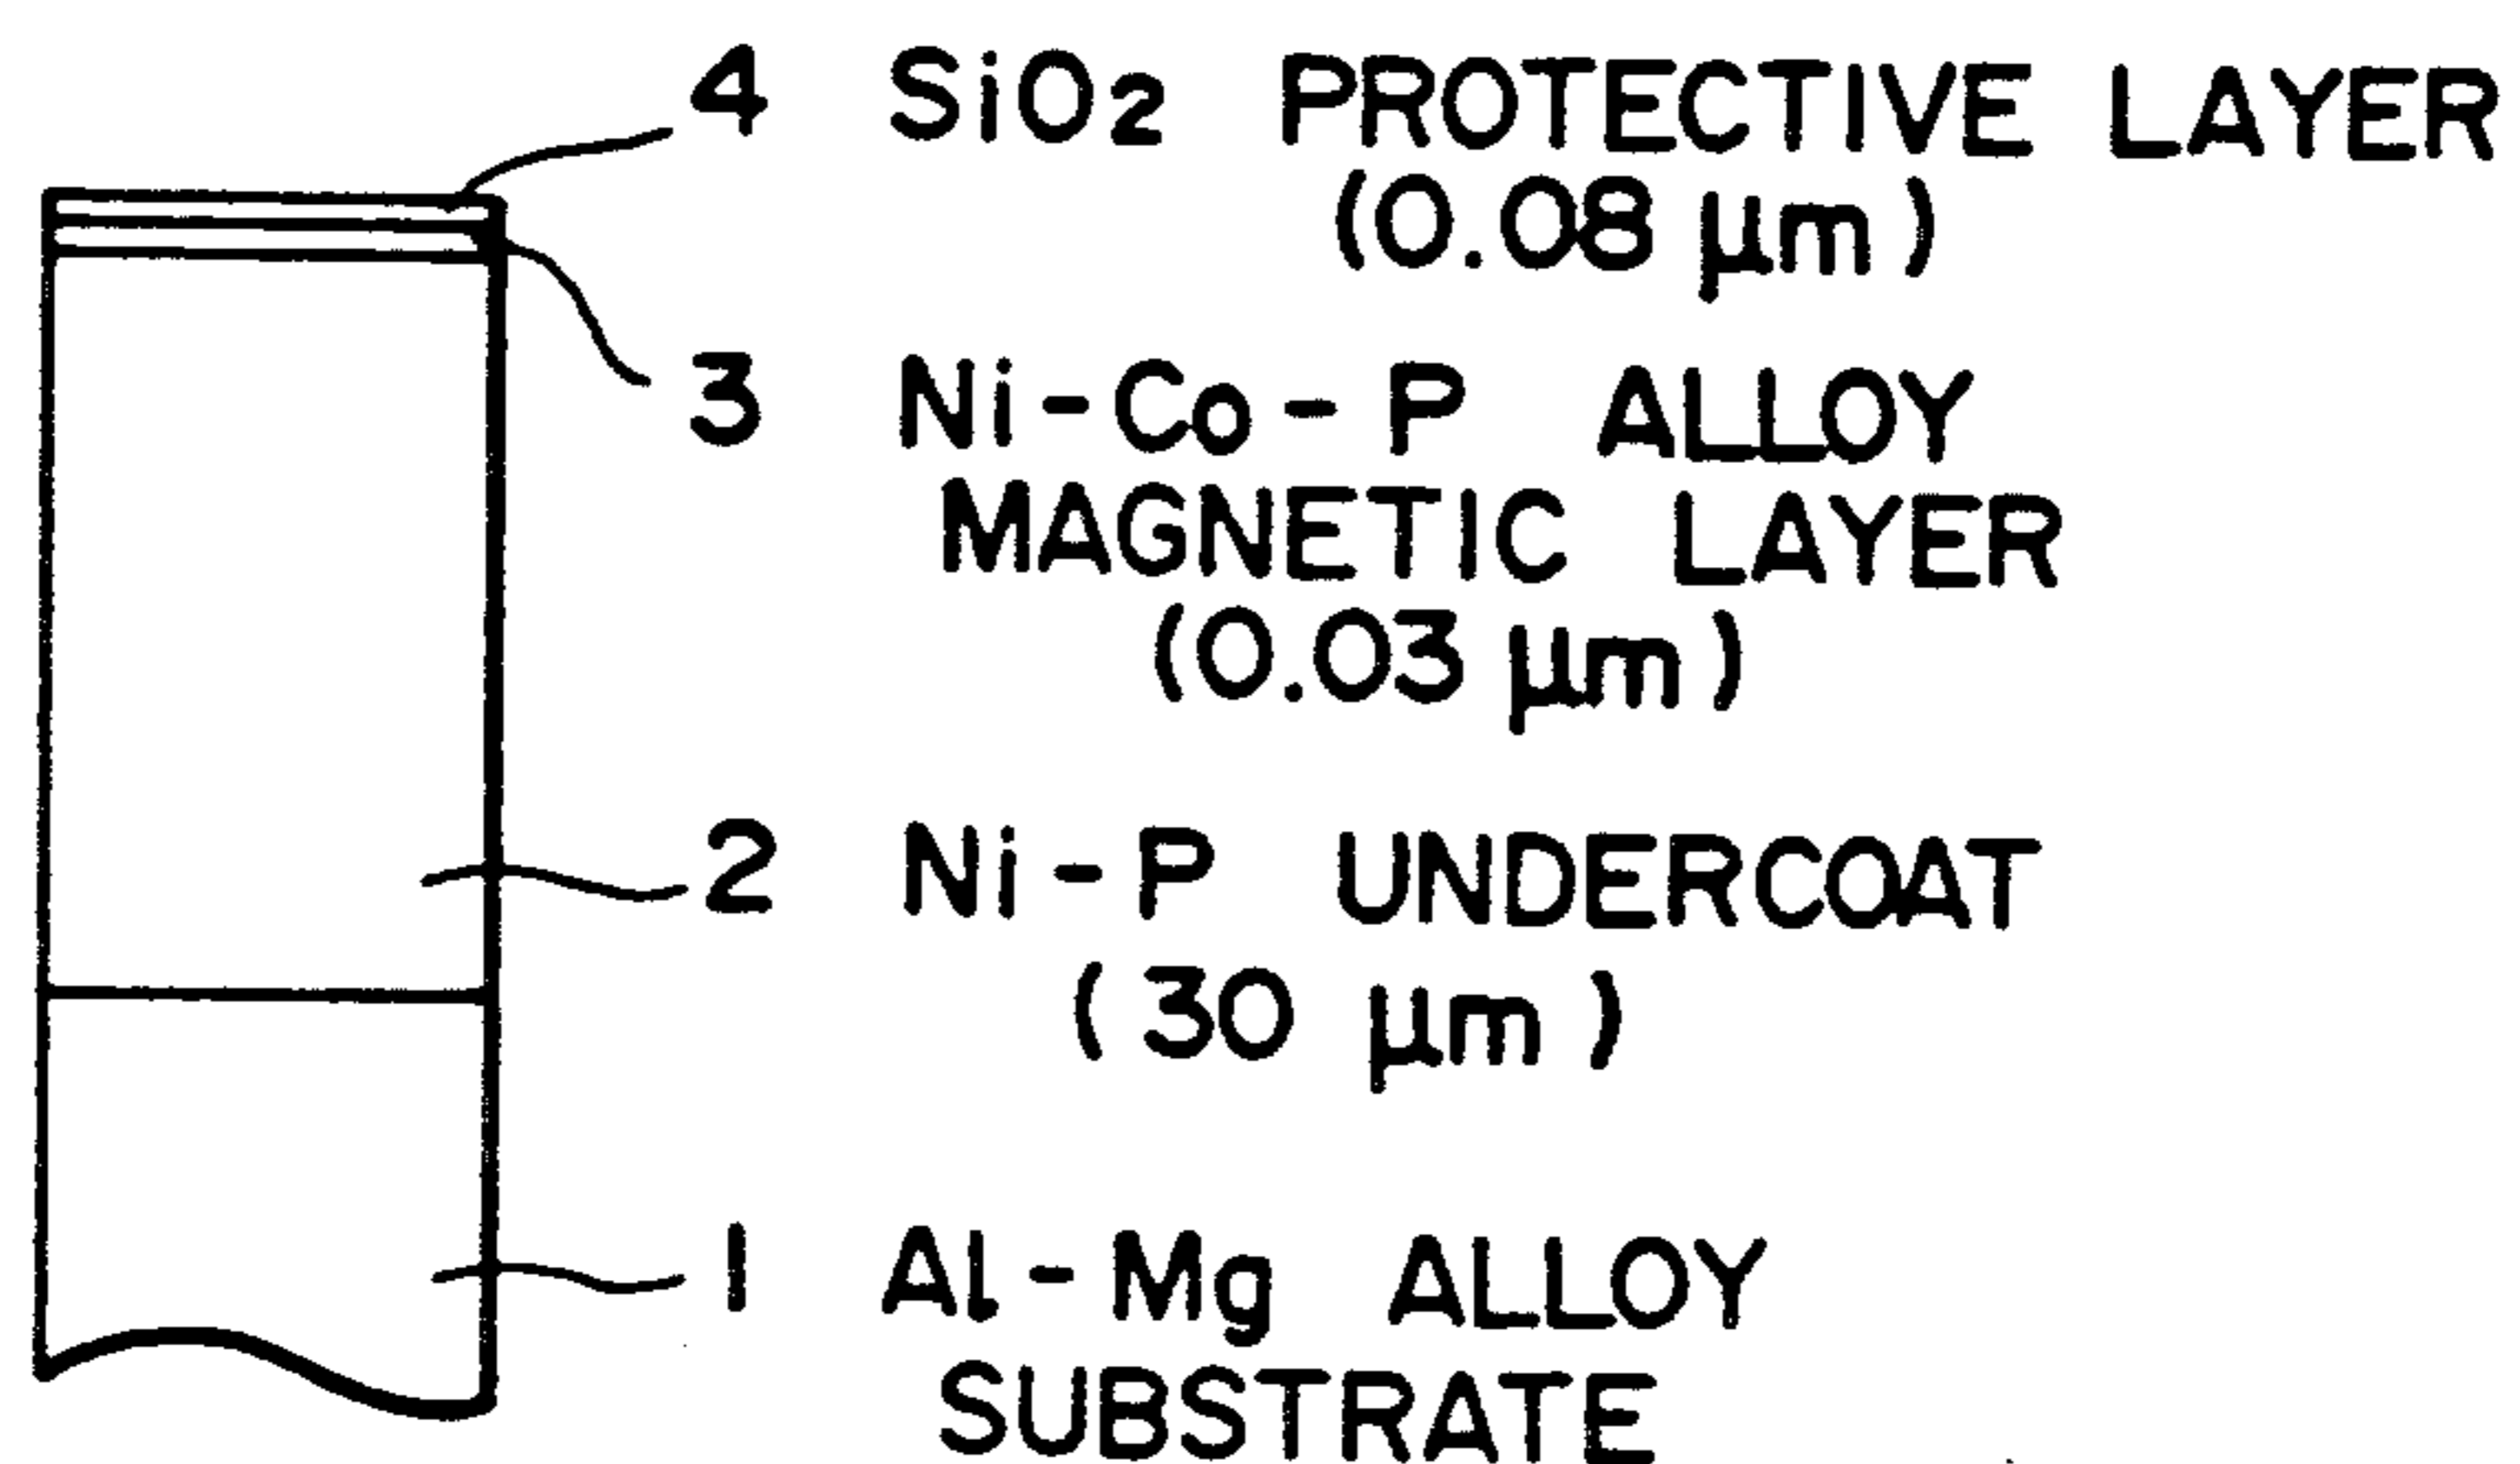 4 SiO2 PROTECTIVE LAYER
(0.08 μm)
3 Ni-Co-P ALLOY
MAGNETIC LAYER
(0.03 μm)
2 Ni-P UNDERCOAT
(30 μm)
1 Al-Mg ALLOY
SUBSTRATE